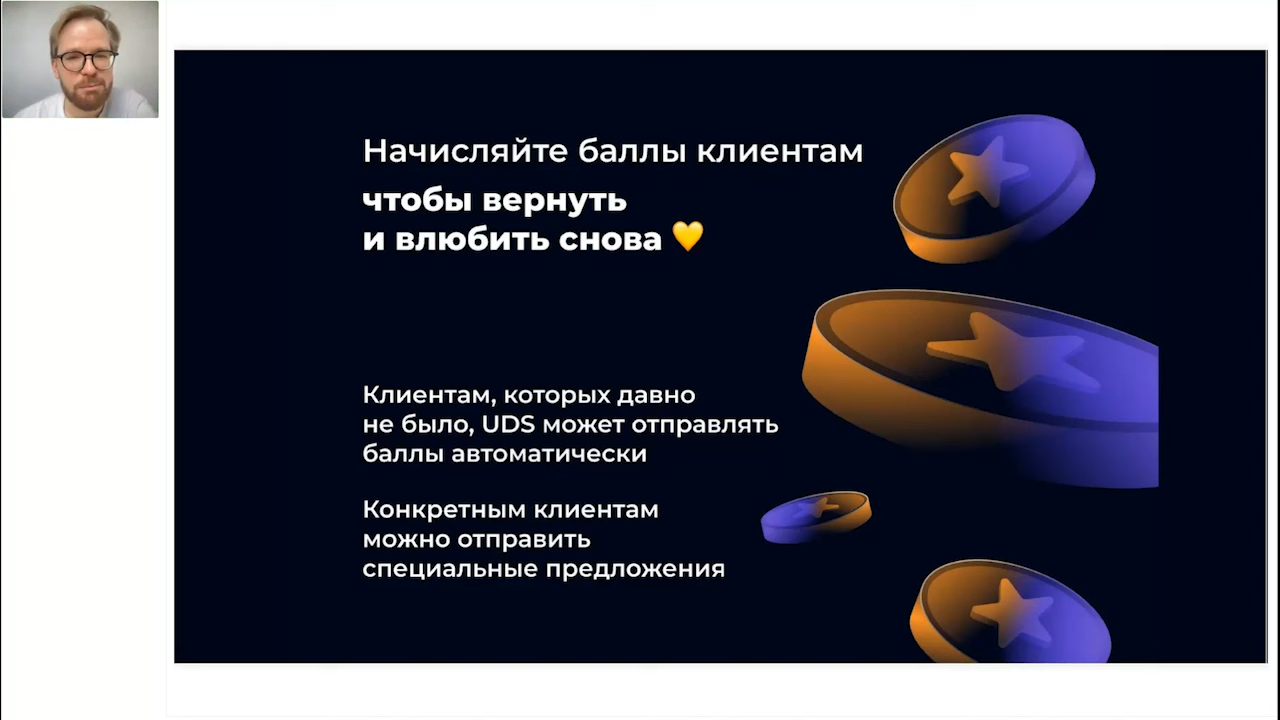 Начисляйте баллы клиентам
чтобы вернуть
и влюбить снова 💛
Клиентам, которых давно
не было, UDS может отправлять
баллы автоматически
Конкретным клиентам
можно отправить
специальные предложения